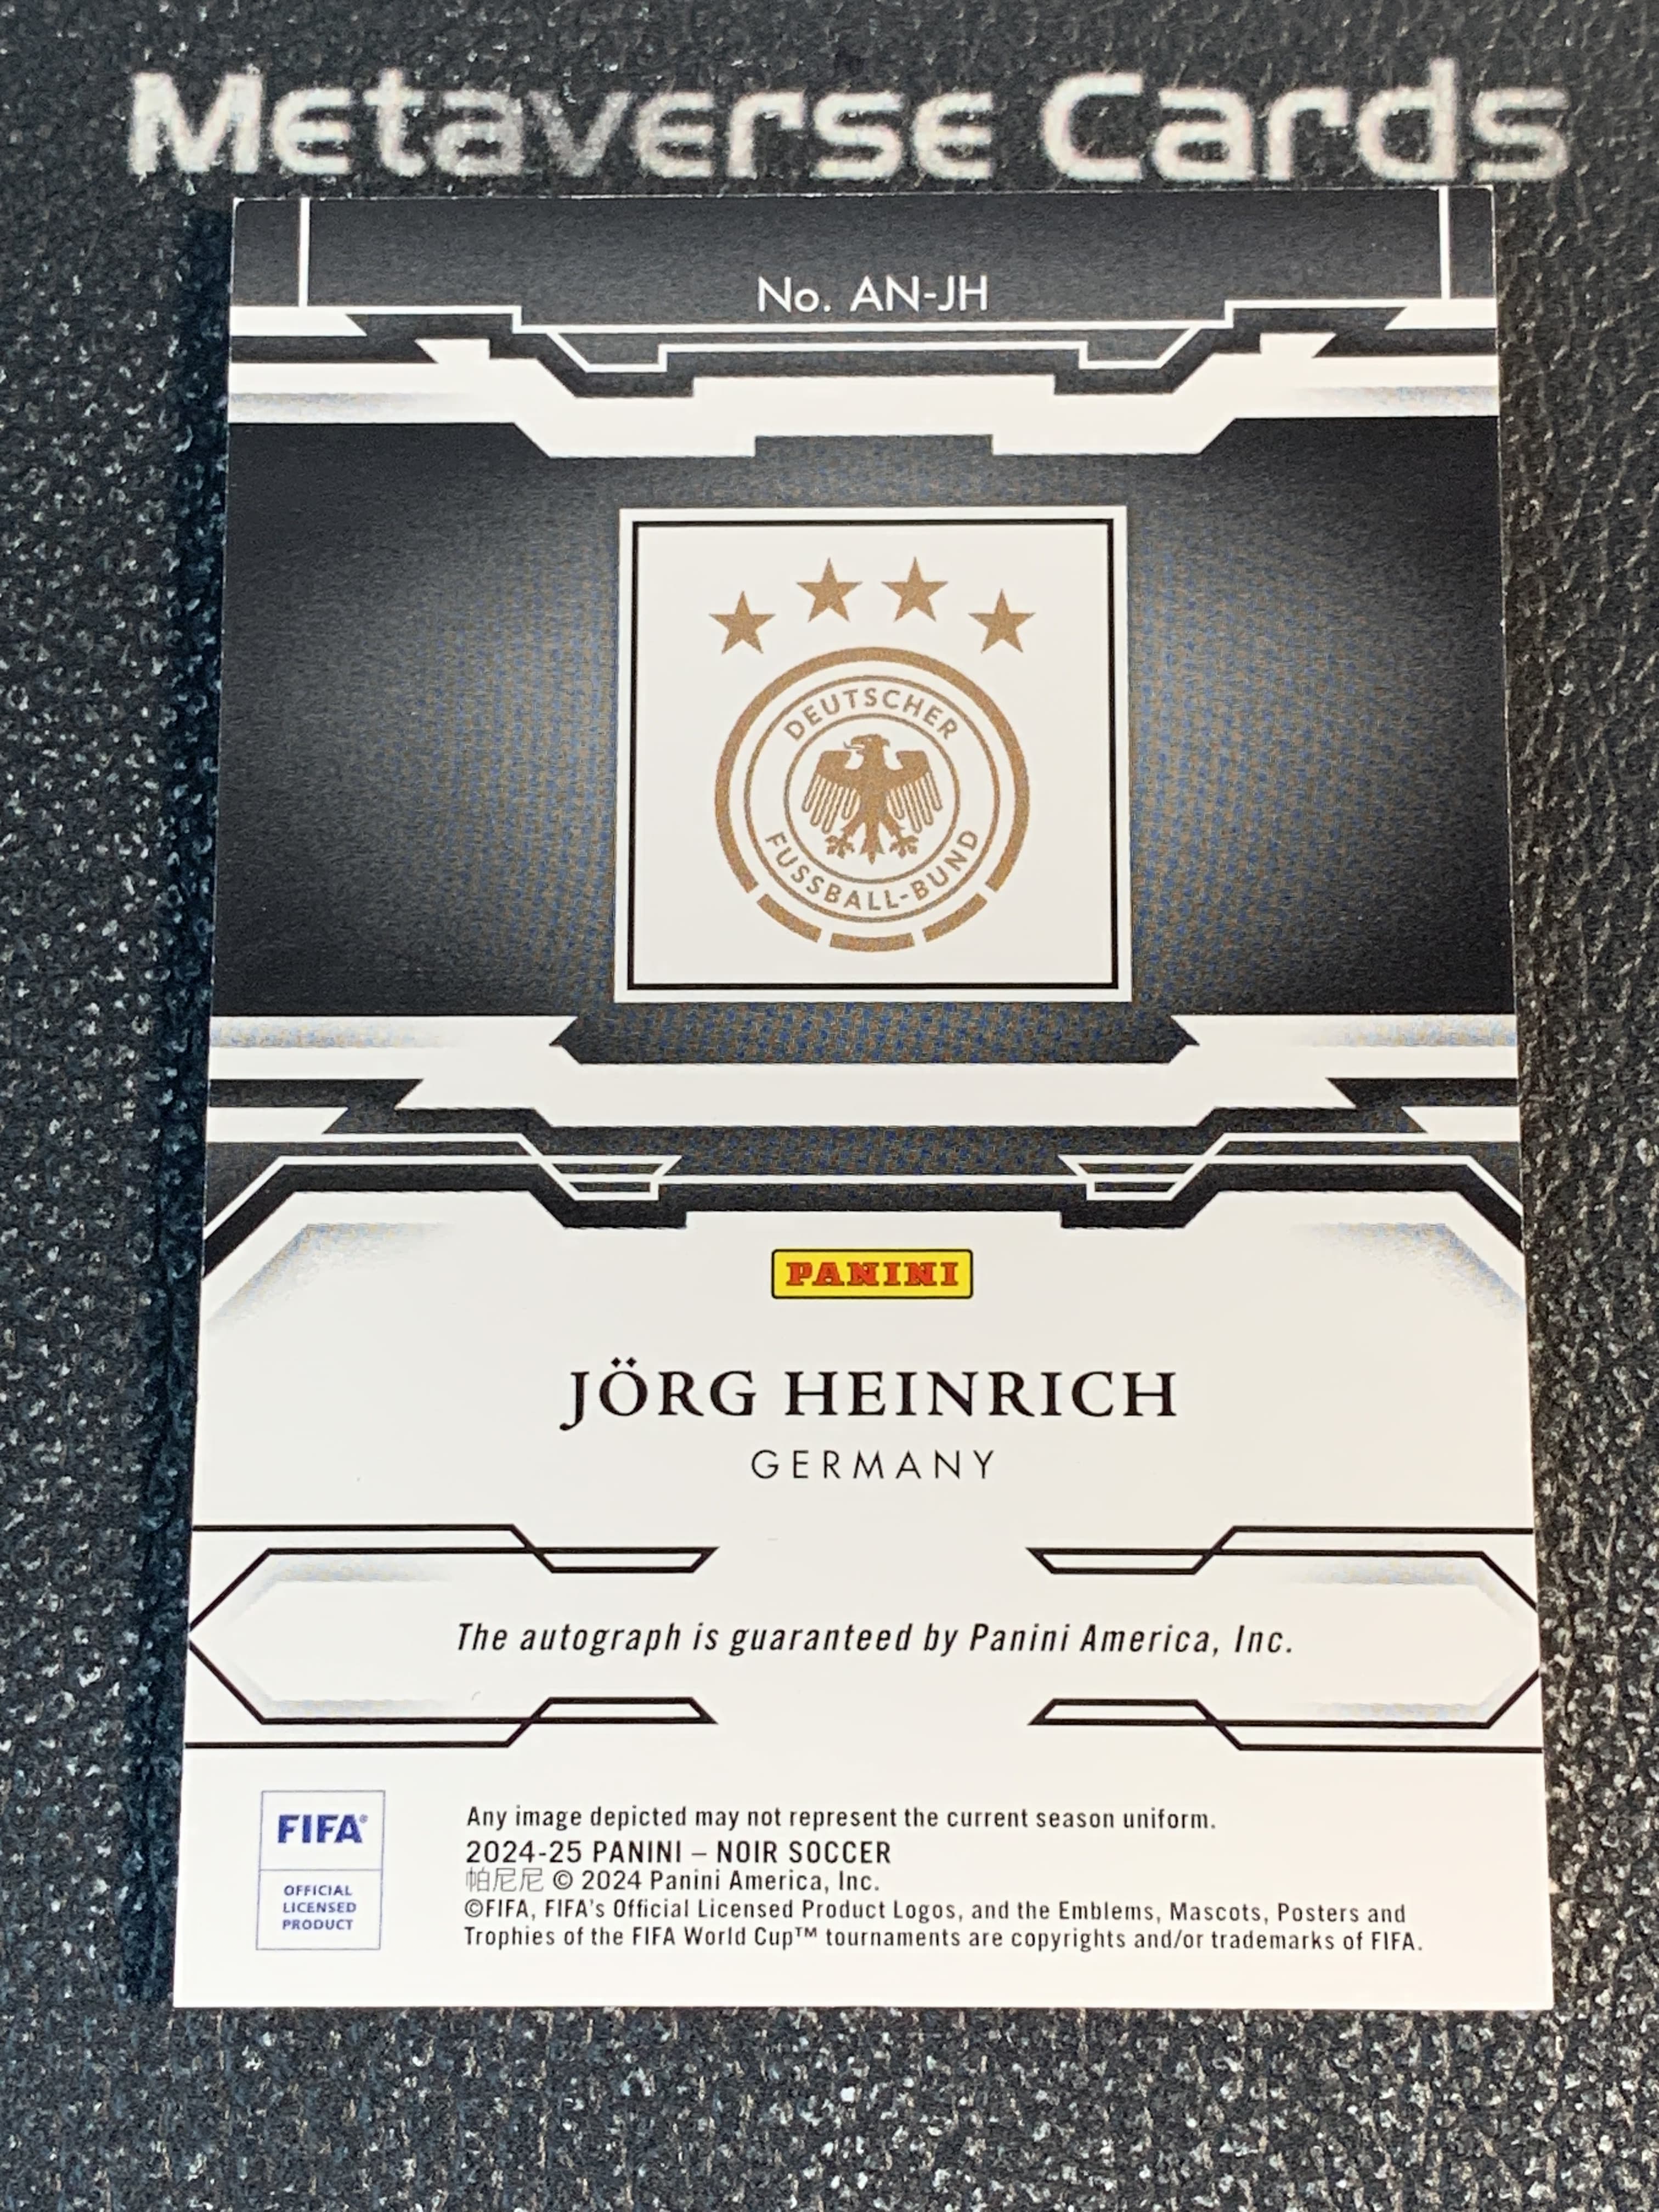 Metaverse Cards
No. AN-JH
DEUTSCHER
FUSSBALL-BUND
PANINI
JÖRG HEINRICH
GERMANY
The autograph is guaranteed by Panini America, Inc.
FIFA®
OFFICIAL
LICENSED
PRODUCT
Any image depicted may not represent the current season uniform.
2024-25 PANINI – NOIR SOCCER
帕尼尼 © 2024 Panini America, Inc.
©FIFA, FIFA's Official Licensed Product Logos, and the Emblems, Mascots, Posters and
Trophies of the FIFA World Cup™ tournaments are copyrights and/or trademarks of FIFA.